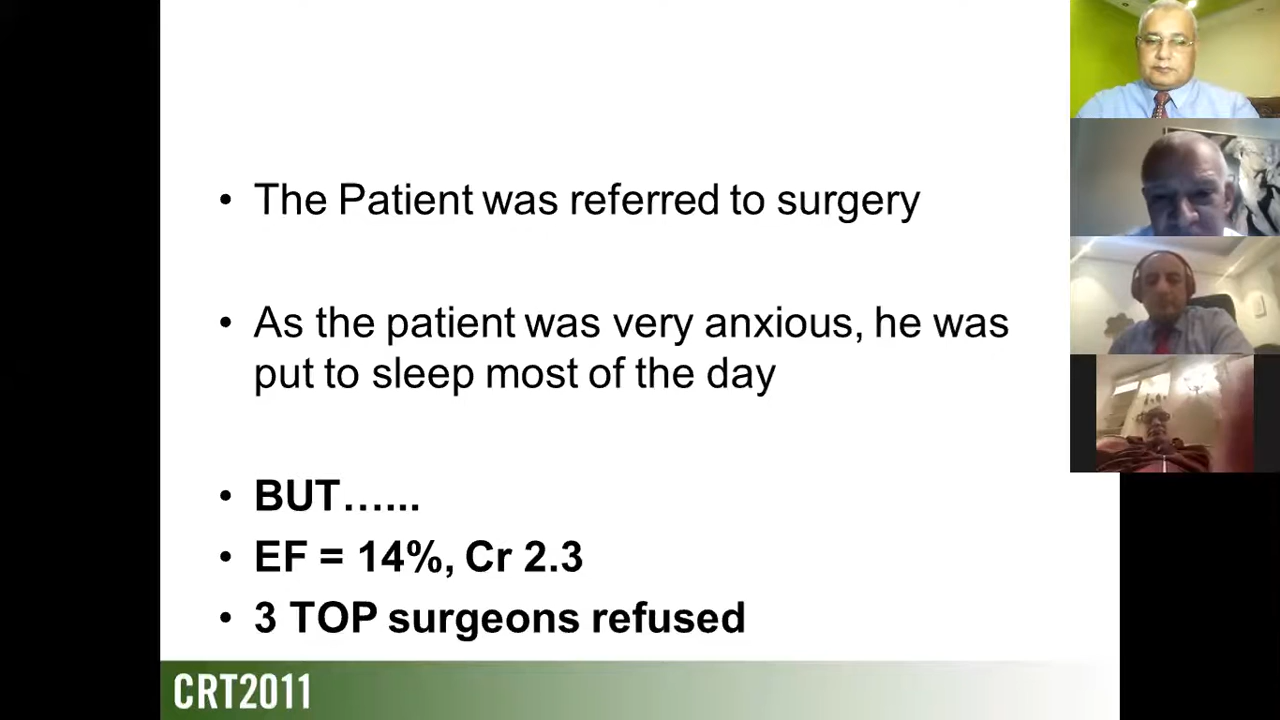 • The Patient was referred to surgery
• As the patient was very anxious, he was
put to sleep most of the day
• BUT…...
• EF = 14%, Cr 2.3
• 3 TOP surgeons refused
CRT2011